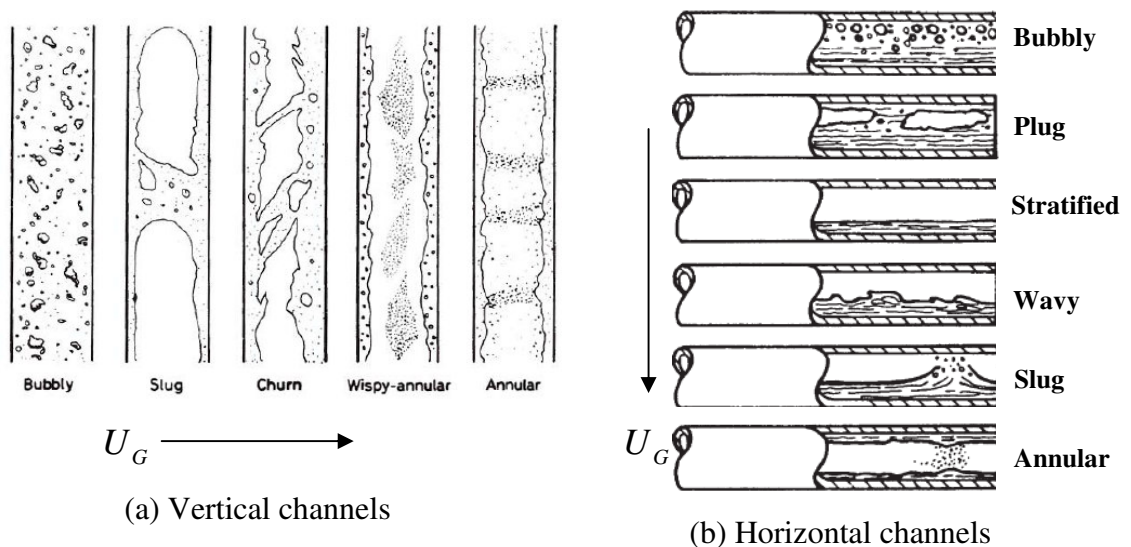 Bubbly Slug Churn Wispy-annular Annular
U_G
(a) Vertical channels
Bubbly
Plug
Stratified
Wavy
Slug
U_G
Annular
(b) Horizontal channels